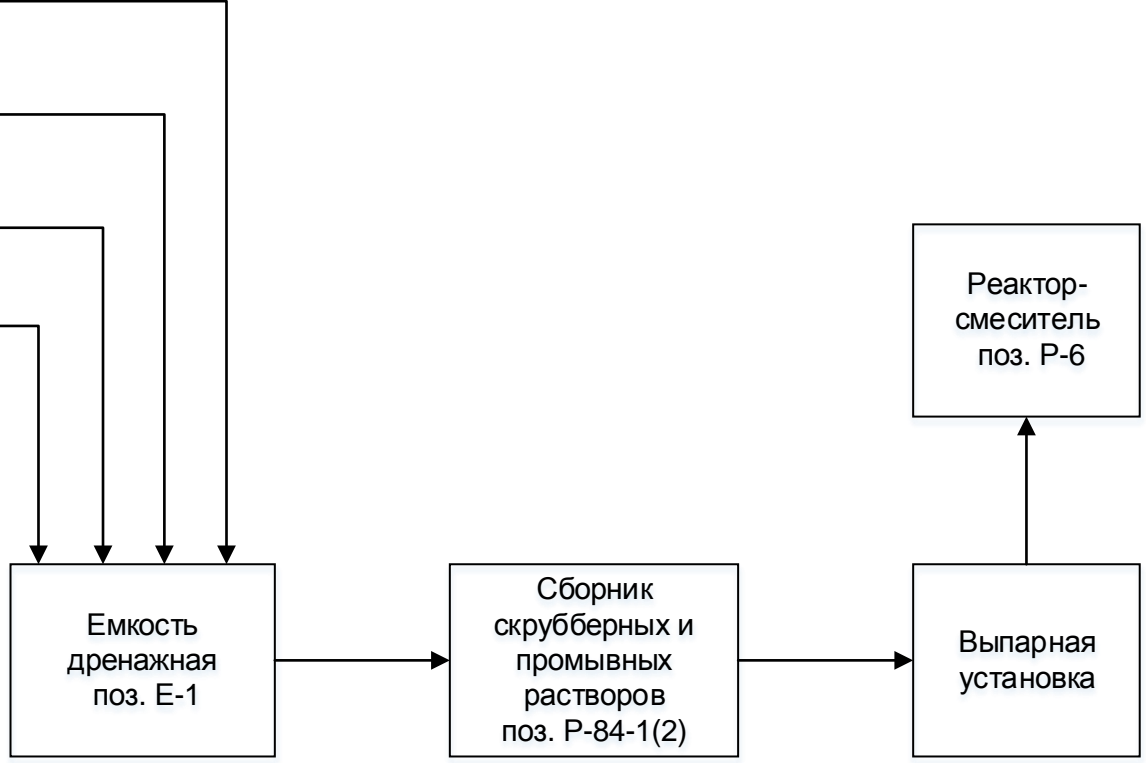 Реактор-
смеситель
поз. Р-6
Емкость
дренажная
поз. Е-1
Сборник
скрубберных и
промывных
растворов
поз. Р-84-1(2)
Выпарная
установка